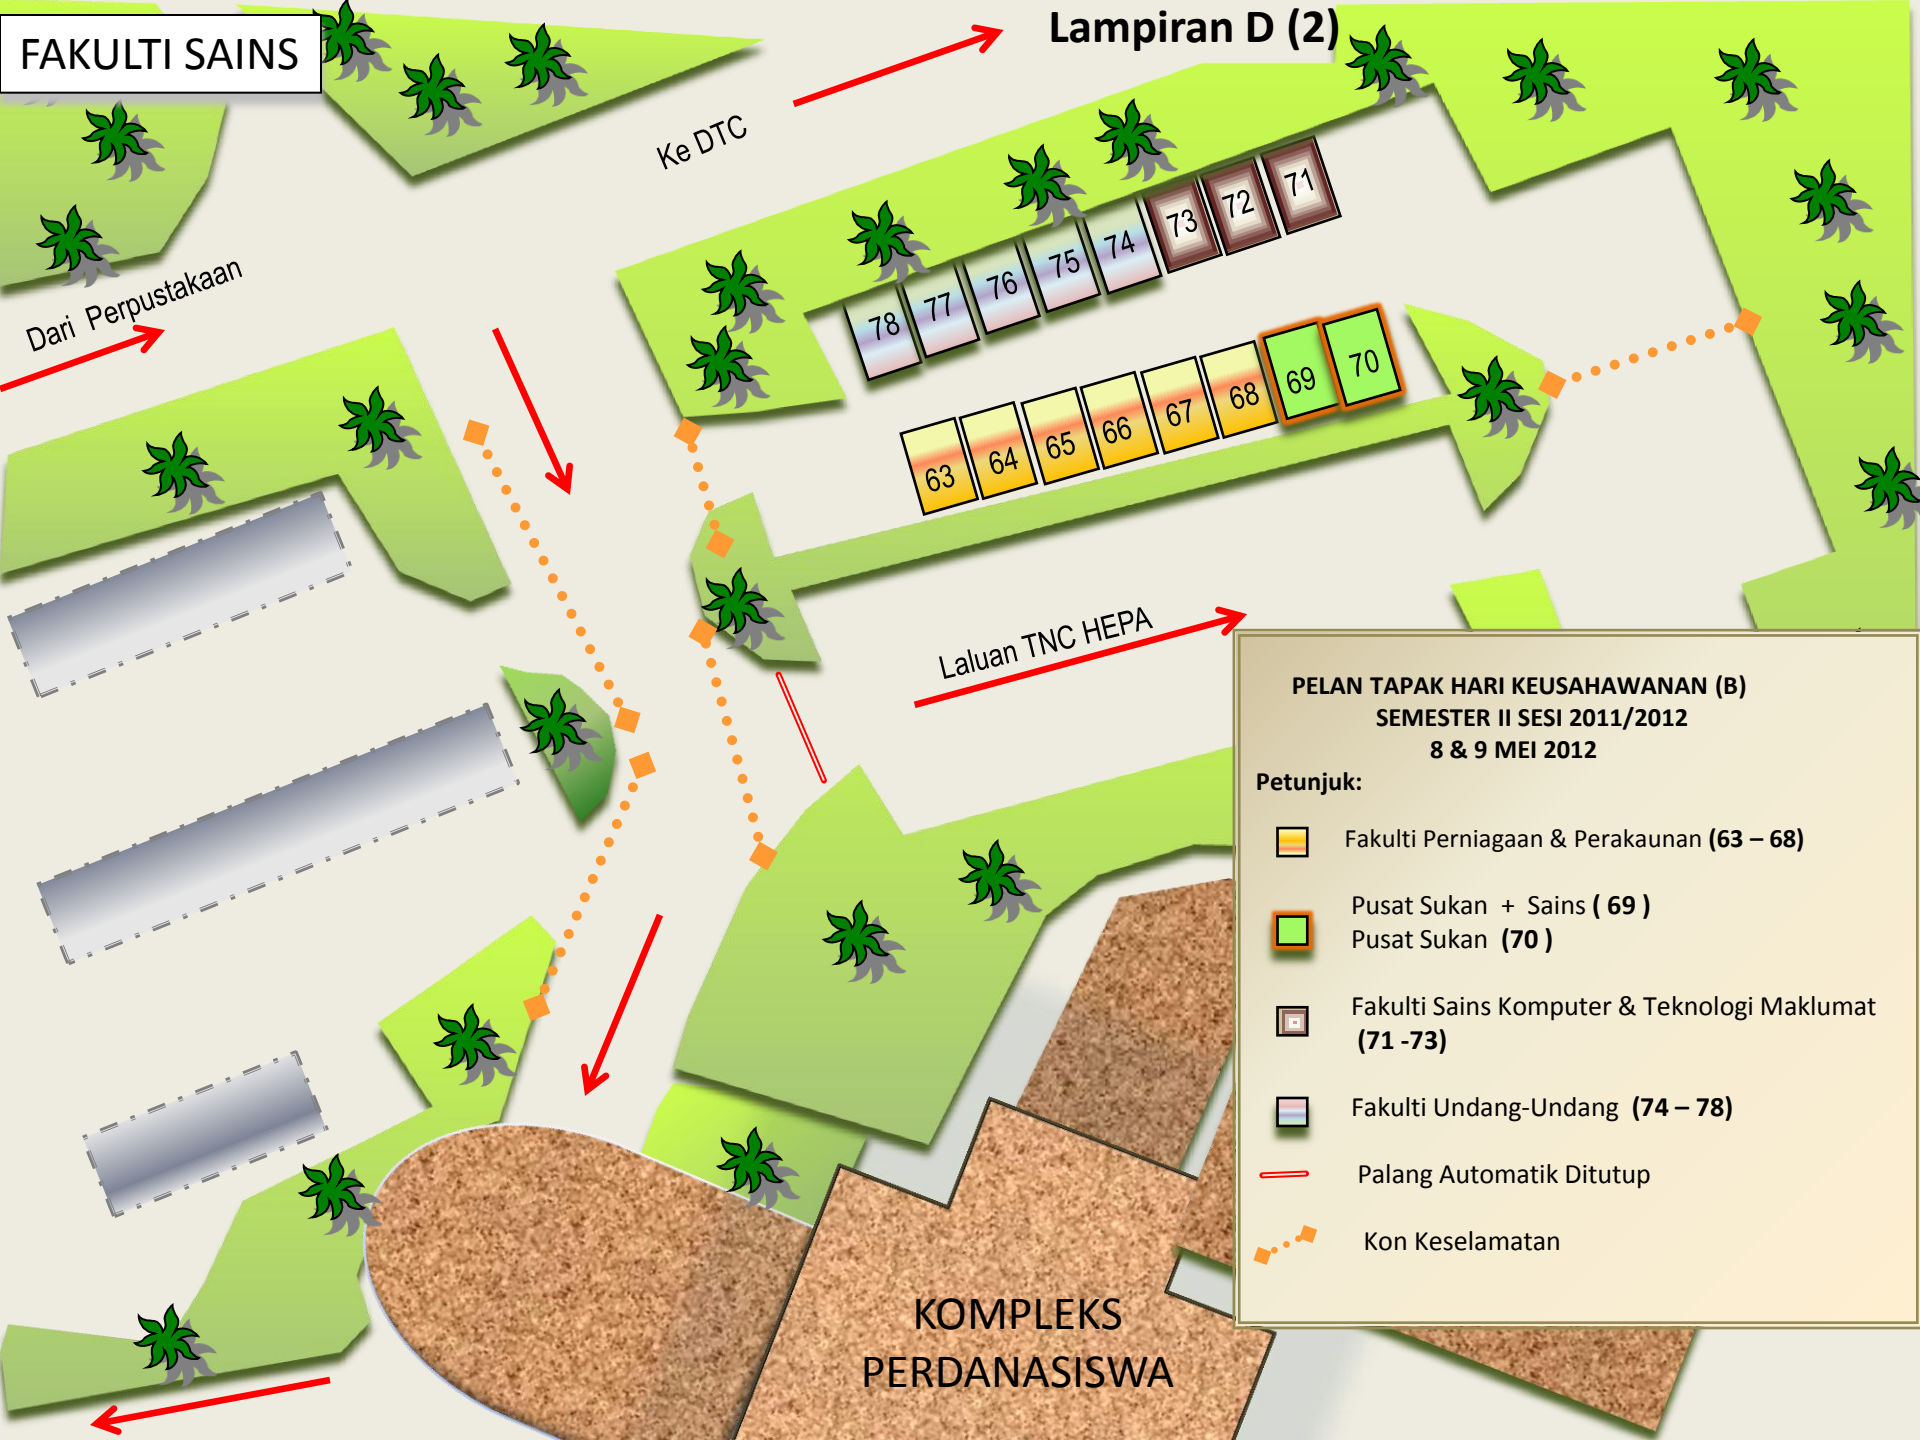 FAKULTI SAINS
Lampiran D (2)
Ke DTC
Dari Perpustakaan
78 77 76 75 74 73 72 71
63 64 65 66 67 68 69 70
Laluan TNC HEPA
PELAN TAPAK HARI KEUSAHAWANAN (B)
SEMESTER II SESI 2011/2012
8 & 9 MEI 2012
Petunjuk:
Fakulti Perniagaan & Perakaunan (63 – 68)
Pusat Sukan + Sains ( 69 )
Pusat Sukan (70 )
Fakulti Sains Komputer & Teknologi Maklumat
(71 -73)
Fakulti Undang-Undang (74 – 78)
Palang Automatik Ditutup
Kon Keselamatan
KOMPLEKS
PERDANASISWA